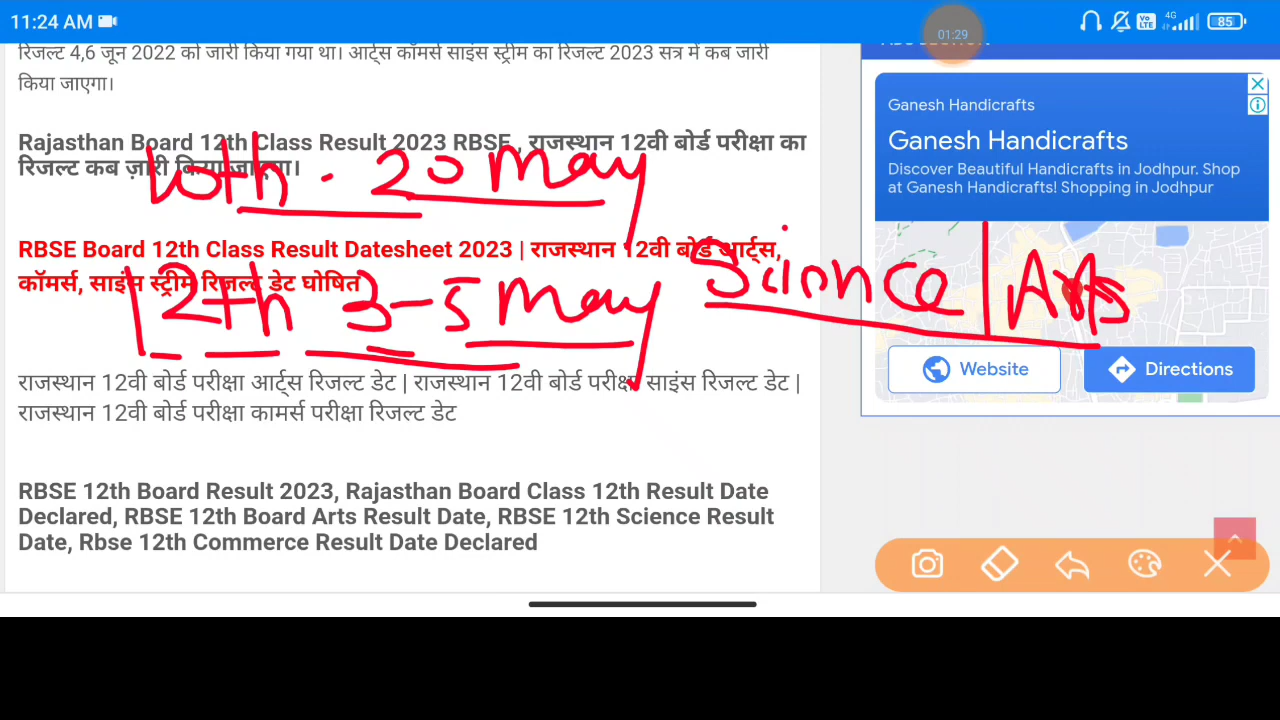 11:24 AM
4G
Vo LTE
85
01:29
रिजल्ट 4,6 जून 2022 को जारी किया गया था। आर्ट्स कॉमर्स साइंस स्ट्रीम का रिजल्ट 2023 सत्र में कब जारी
किया जाएगा।
Rajasthan Board 12th Class Result 2023 RBSE , राजस्थान 12वी बोर्ड परीक्षा का
रिजल्ट कब ज़ारी किया जाएगा।
10th . 20 May
RBSE Board 12th Class Result Datesheet 2023 | राजस्थान 12वी बोर्ड आर्ट्स,
कॉमर्स, साइंस स्ट्रीम रिजल्ट डेट घोषित
12th 3-5 May Science | Arts
राजस्थान 12वी बोर्ड परीक्षा आर्ट्स रिजल्ट डेट | राजस्थान 12वी बोर्ड परीक्षा साइंस रिजल्ट डेट |
राजस्थान 12वी बोर्ड परीक्षा कामर्स परीक्षा रिजल्ट डेट
RBSE 12th Board Result 2023, Rajasthan Board Class 12th Result Date
Declared, RBSE 12th Board Arts Result Date, RBSE 12th Science Result
Date, Rbse 12th Commerce Result Date Declared
Ganesh Handicrafts
Ganesh Handicrafts
Discover Beautiful Handicrafts in Jodhpur. Shop
at Ganesh Handicrafts! Shopping in Jodhpur
Website
Directions